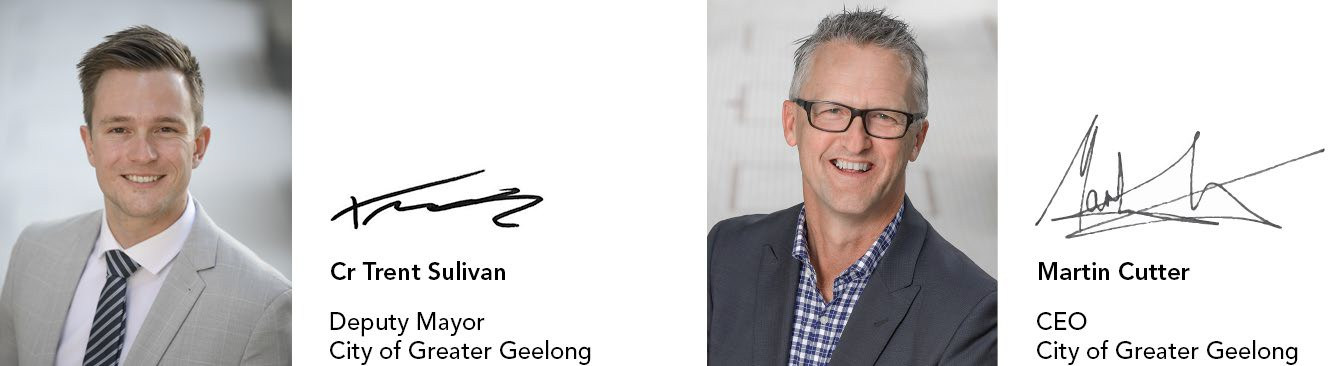 Cr Trent Sulivan
Deputy Mayor
City of Greater Geelong
Martin Cutter
CEO
City of Greater Geelong